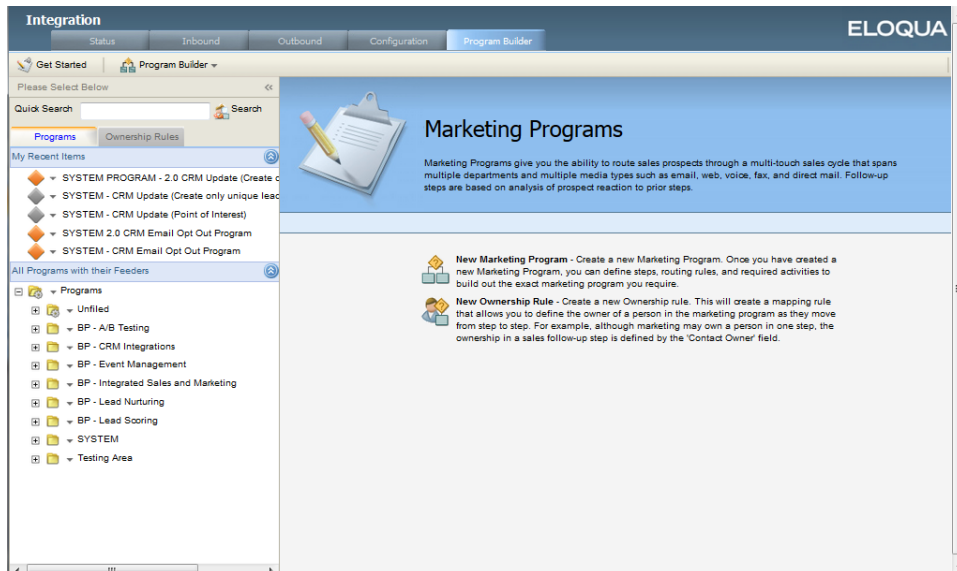 Integration
ELOQUA
Status Inbound Outbound Configuration Program Builder
Get Started Program Builder
Please Select Below
Quick Search Search
Programs Ownership Rules
My Recent Items
SYSTEM PROGRAM - 2.0 CRM Update (Create
SYSTEM - CRM Update (Create only unique lead
SYSTEM - CRM Update (Point of Interest)
SYSTEM 2.0 CRM Email Opt Out Program
SYSTEM - CRM Email Opt Out Program
All Programs with their Feeders
Programs
Unfiled
BP - A/B Testing
BP - CRM Integrations
BP - Event Management
BP - Integrated Sales and Marketing
BP - Lead Nurturing
BP - Lead Scoring
SYSTEM
Testing Area
Marketing Programs
Marketing Programs give you the ability to route sales prospects through a multi-touch sales cycle that spans
multiple departments and multiple media types such as email, web, voice, fax, and direct mail. Follow-up
steps are based on analysis of prospect reaction to prior steps.
New Marketing Program - Create a new Marketing Program. Once you have created a
new Marketing Program, you can define steps, routing rules, and required activities to
build out the exact marketing program you require.
New Ownership Rule - Create a new Ownership rule. This will create a mapping rule
that allows you to define the owner of a person in the marketing program as they move
from step to step. For example, although marketing may own a person in one step, the
ownership in a sales follow-up step is defined by the 'Contact Owner' field.